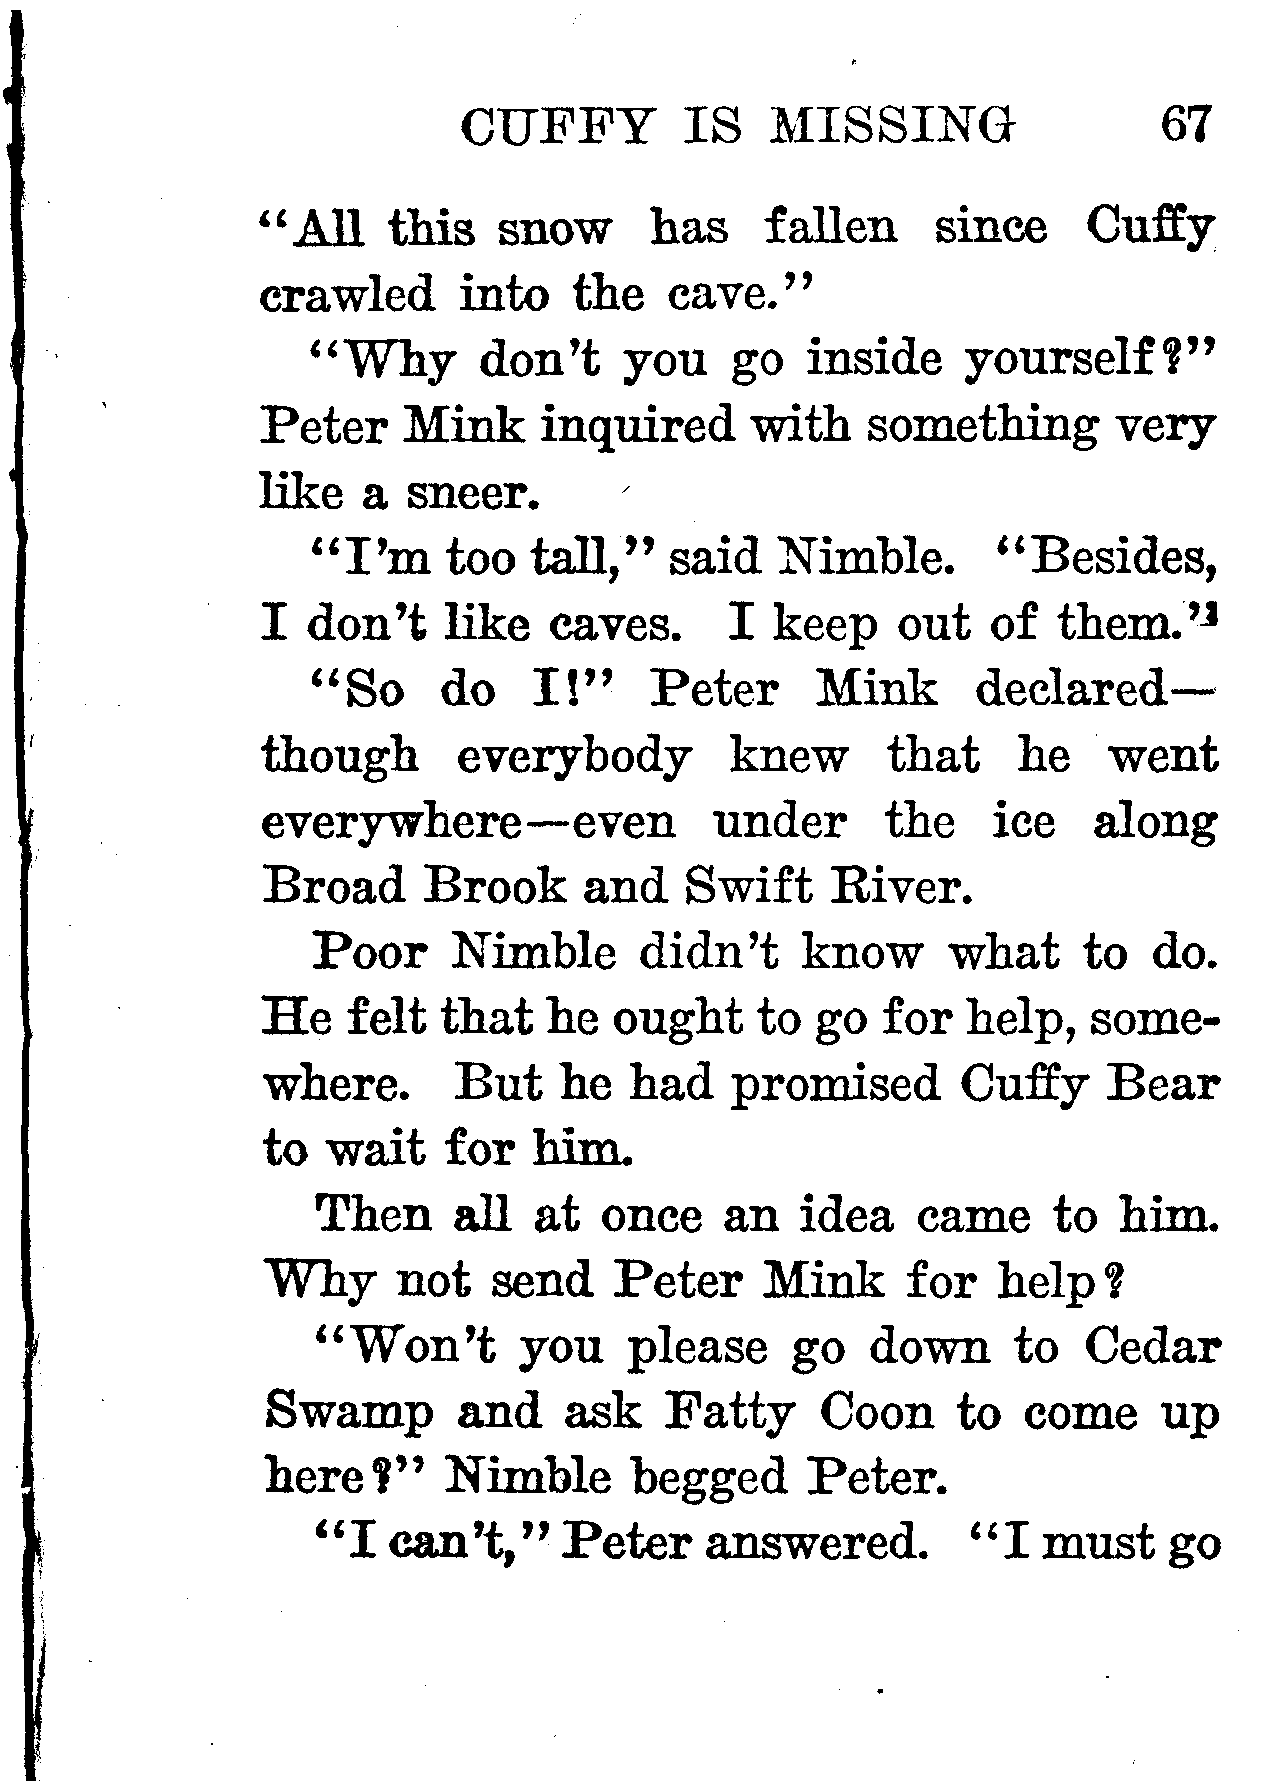 CUFFY IS MISSING 67
"All this snow has fallen since Cuffy
crawled into the cave."
"Why don't you go inside yourself?"
Peter Mink inquired with something very
like a sneer.
"I'm too tall," said Nimble. "Besides,
I don't like caves. I keep out of them."
"So do I!" Peter Mink declared—
though everybody knew that he went
everywhere—even under the ice along
Broad Brook and Swift River.
Poor Nimble didn't know what to do.
He felt that he ought to go for help, some-
where. But he had promised Cuffy Bear
to wait for him.
Then all at once an idea came to him.
Why not send Peter Mink for help?
"Won't you please go down to Cedar
Swamp and ask Fatty Coon to come up
here?" Nimble begged Peter.
"I can't," Peter answered. "I must go